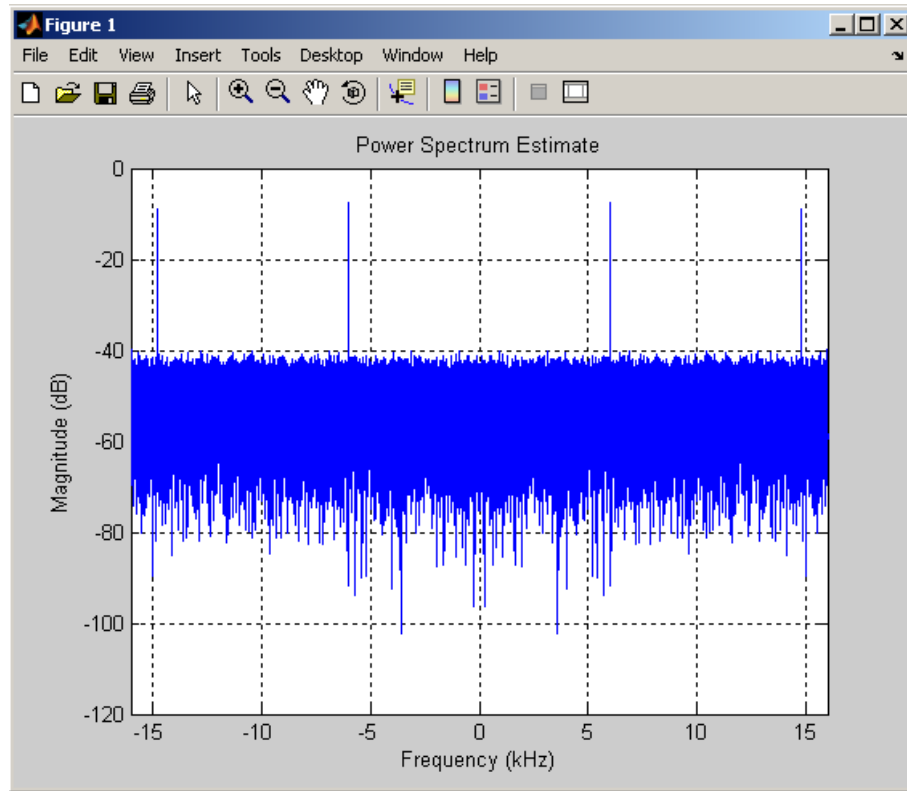 Figure 1
File Edit View Insert Tools Desktop Window Help
Power Spectrum Estimate
0
-20
-40
-60
-80
-100
-120
Magnitude (dB)
-15 -10 -5 0 5 10 15
Frequency (kHz)